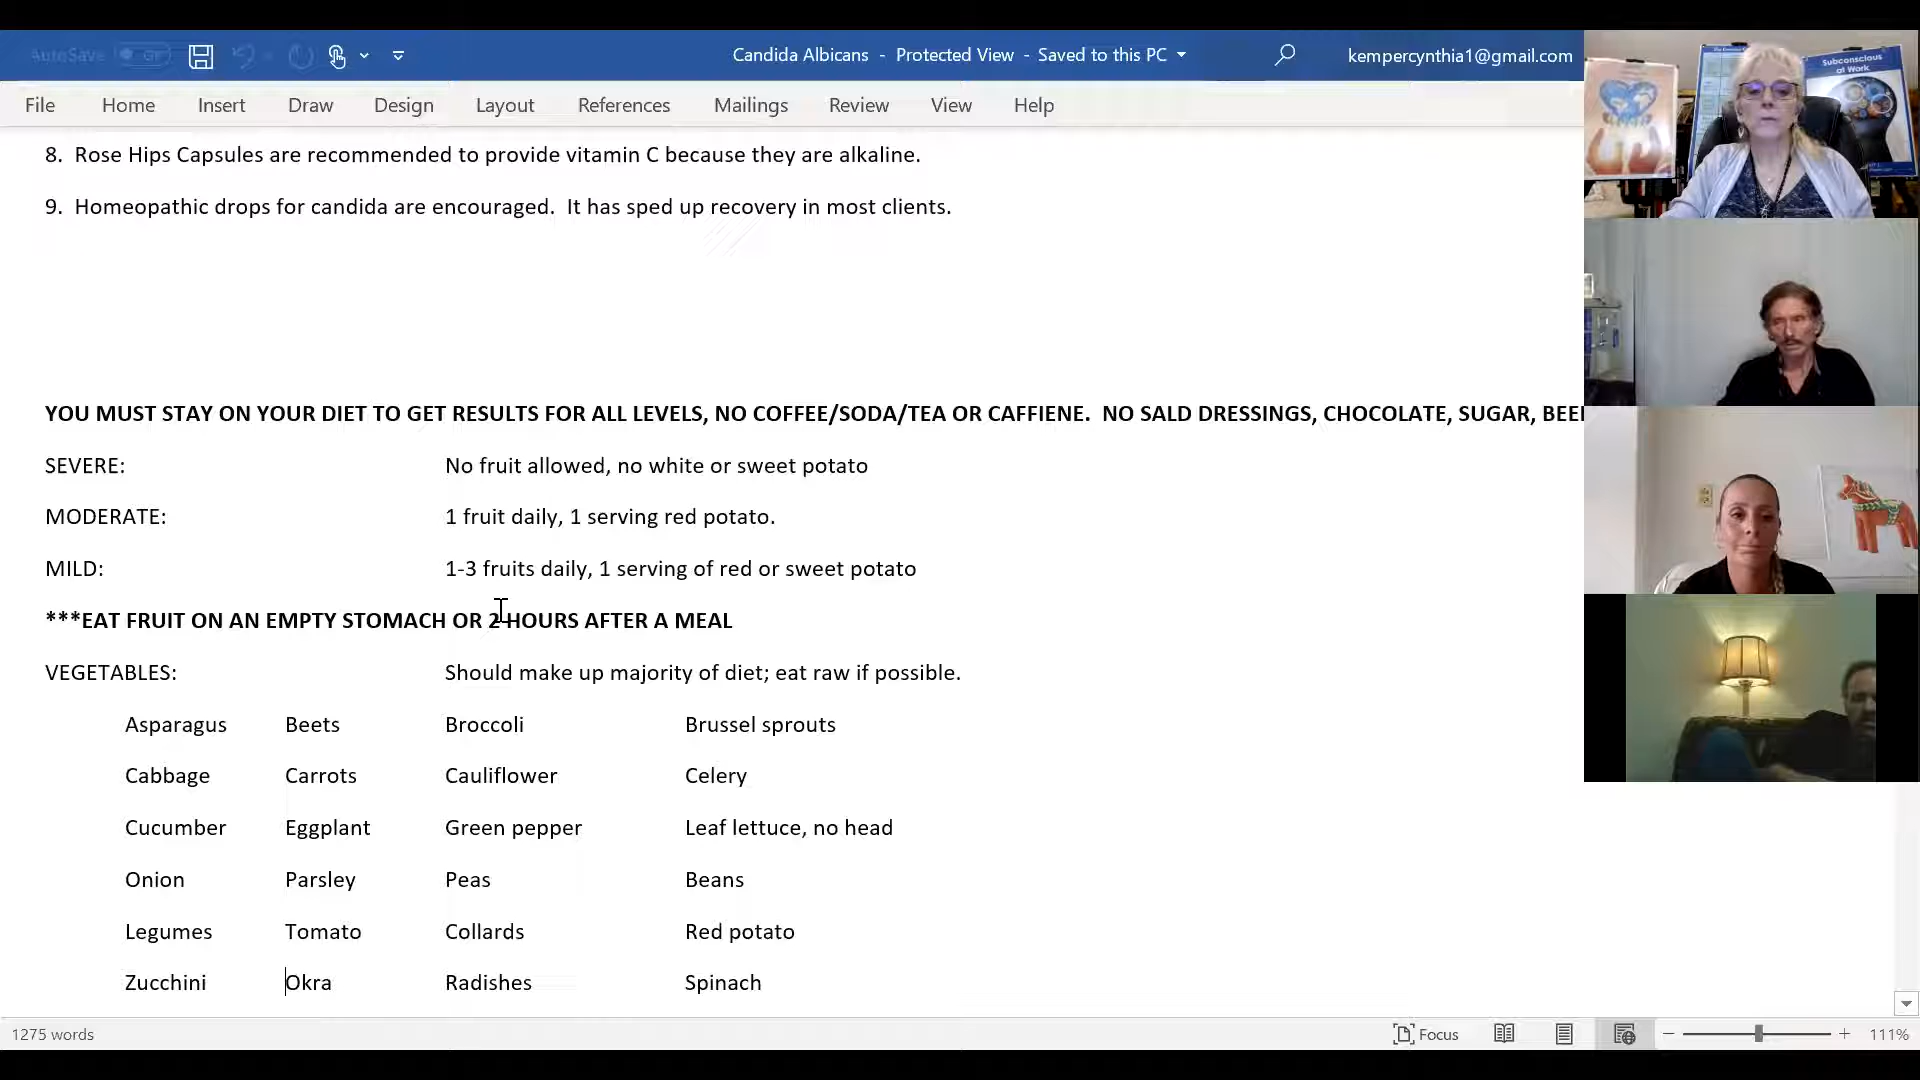 AutoSave
Candida Albicans - Protected View - Saved to this PC
kempercynthia1@gmail.com
File Home Insert Draw Design Layout References Mailings Review View Help
Subconscious
at Work
8. Rose Hips Capsules are recommended to provide vitamin C because they are alkaline.
9. Homeopathic drops for candida are encouraged. It has sped up recovery in most clients.
YOU MUST STAY ON YOUR DIET TO GET RESULTS FOR ALL LEVELS, NO COFFEE/SODA/TEA OR CAFFIENE. NO SALD DRESSINGS, CHOCOLATE, SUGAR,
SEVERE: No fruit allowed, no white or sweet potato
MODERATE: 1 fruit daily, 1 serving red potato.
MILD: 1-3 fruits daily, 1 serving of red or sweet potato
***EAT FRUIT ON AN EMPTY STOMACH OR 2 HOURS AFTER A MEAL
VEGETABLES: Should make up majority of diet; eat raw if possible.
Asparagus Beets Broccoli Brussel sprouts
Cabbage Carrots Cauliflower Celery
Cucumber Eggplant Green pepper Leaf lettuce, no head
Onion Parsley Peas Beans
Legumes Tomato Collards Red potato
Zucchini Okra Radishes Spinach
1275 words
Focus
111%